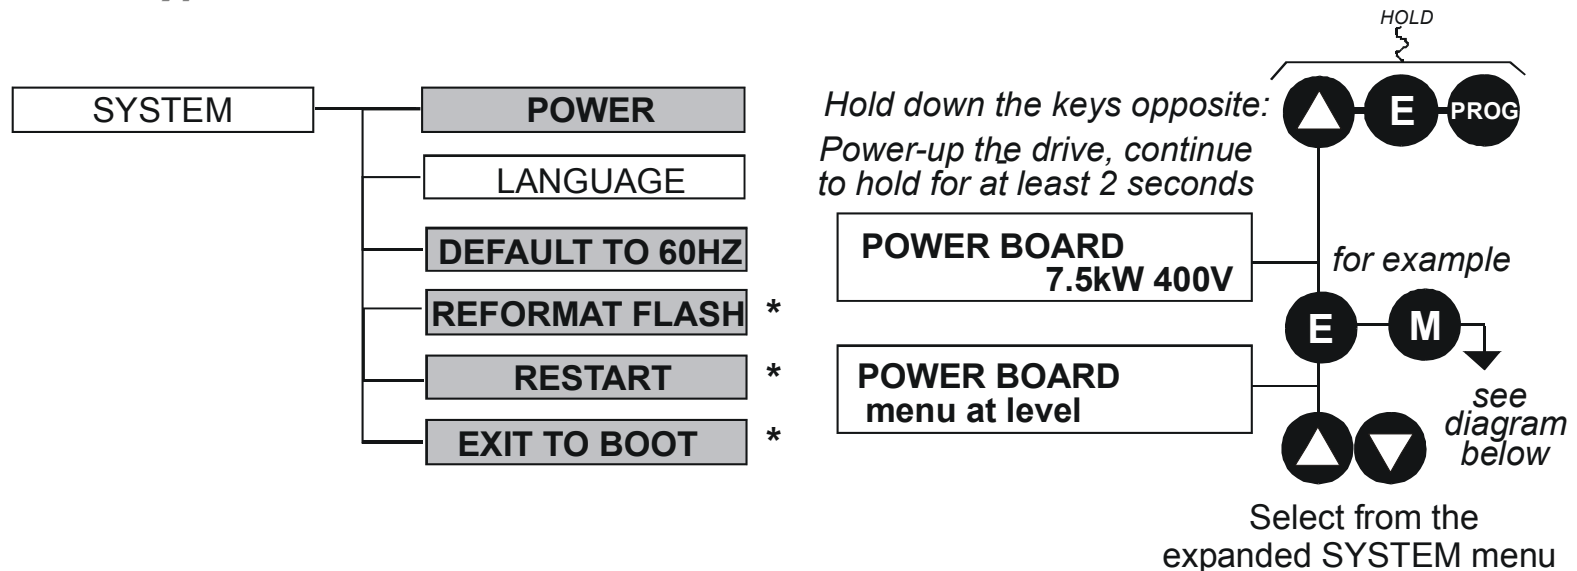 SYSTEM
POWER
LANGUAGE
DEFAULT TO 60HZ
REFORMAT FLASH *
RESTART *
EXIT TO BOOT *
HOLD
Hold down the keys opposite:
E
PROG
Power-up the drive, continue
to hold for at least 2 seconds
POWER BOARD
7.5kW 400V
for example
E
M
POWER BOARD
menu at level
see
diagram
below
Select from the
expanded SYSTEM menu